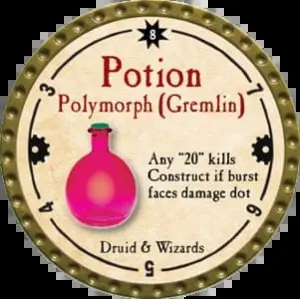 8
Potion
Polymorph (Gremlin)
3
7
Any "20" kills
Construct if burst
faces damage dot
4
6
Druid & Wizards
5